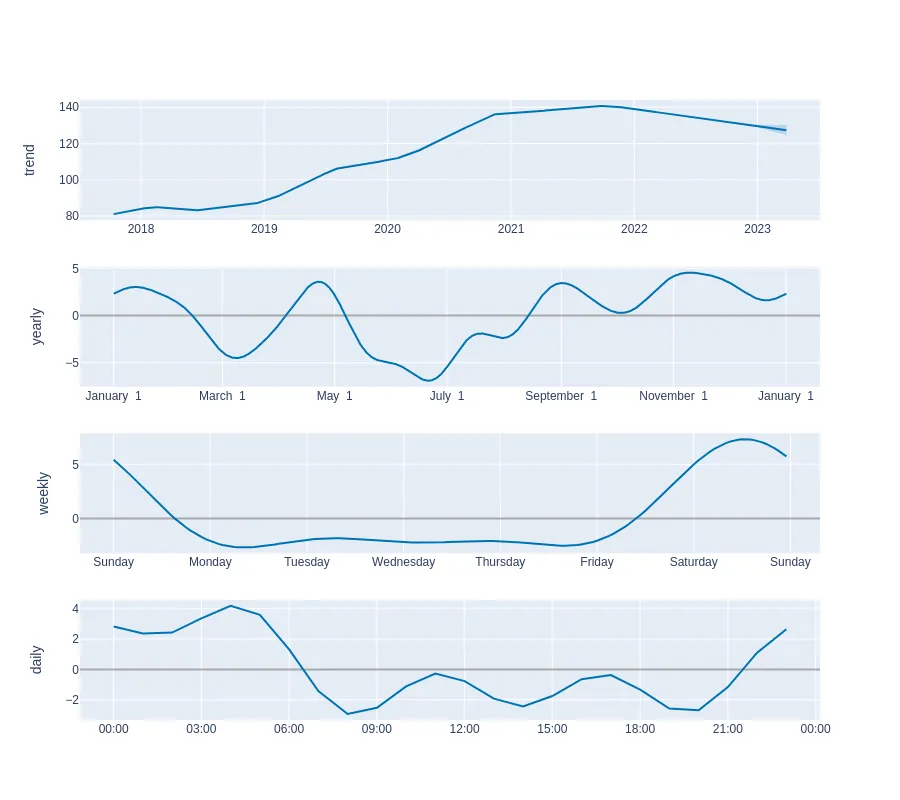 trend
140
120
100
80
2018 2019 2020 2021 2022 2023
yearly
5
0
−5
January 1 March 1 May 1 July 1 September 1 November 1 January 1
weekly
5
0
Sunday Monday Tuesday Wednesday Thursday Friday Saturday Sunday
daily
4
2
0
−2
00:00 03:00 06:00 09:00 12:00 15:00 18:00 21:00 00:00